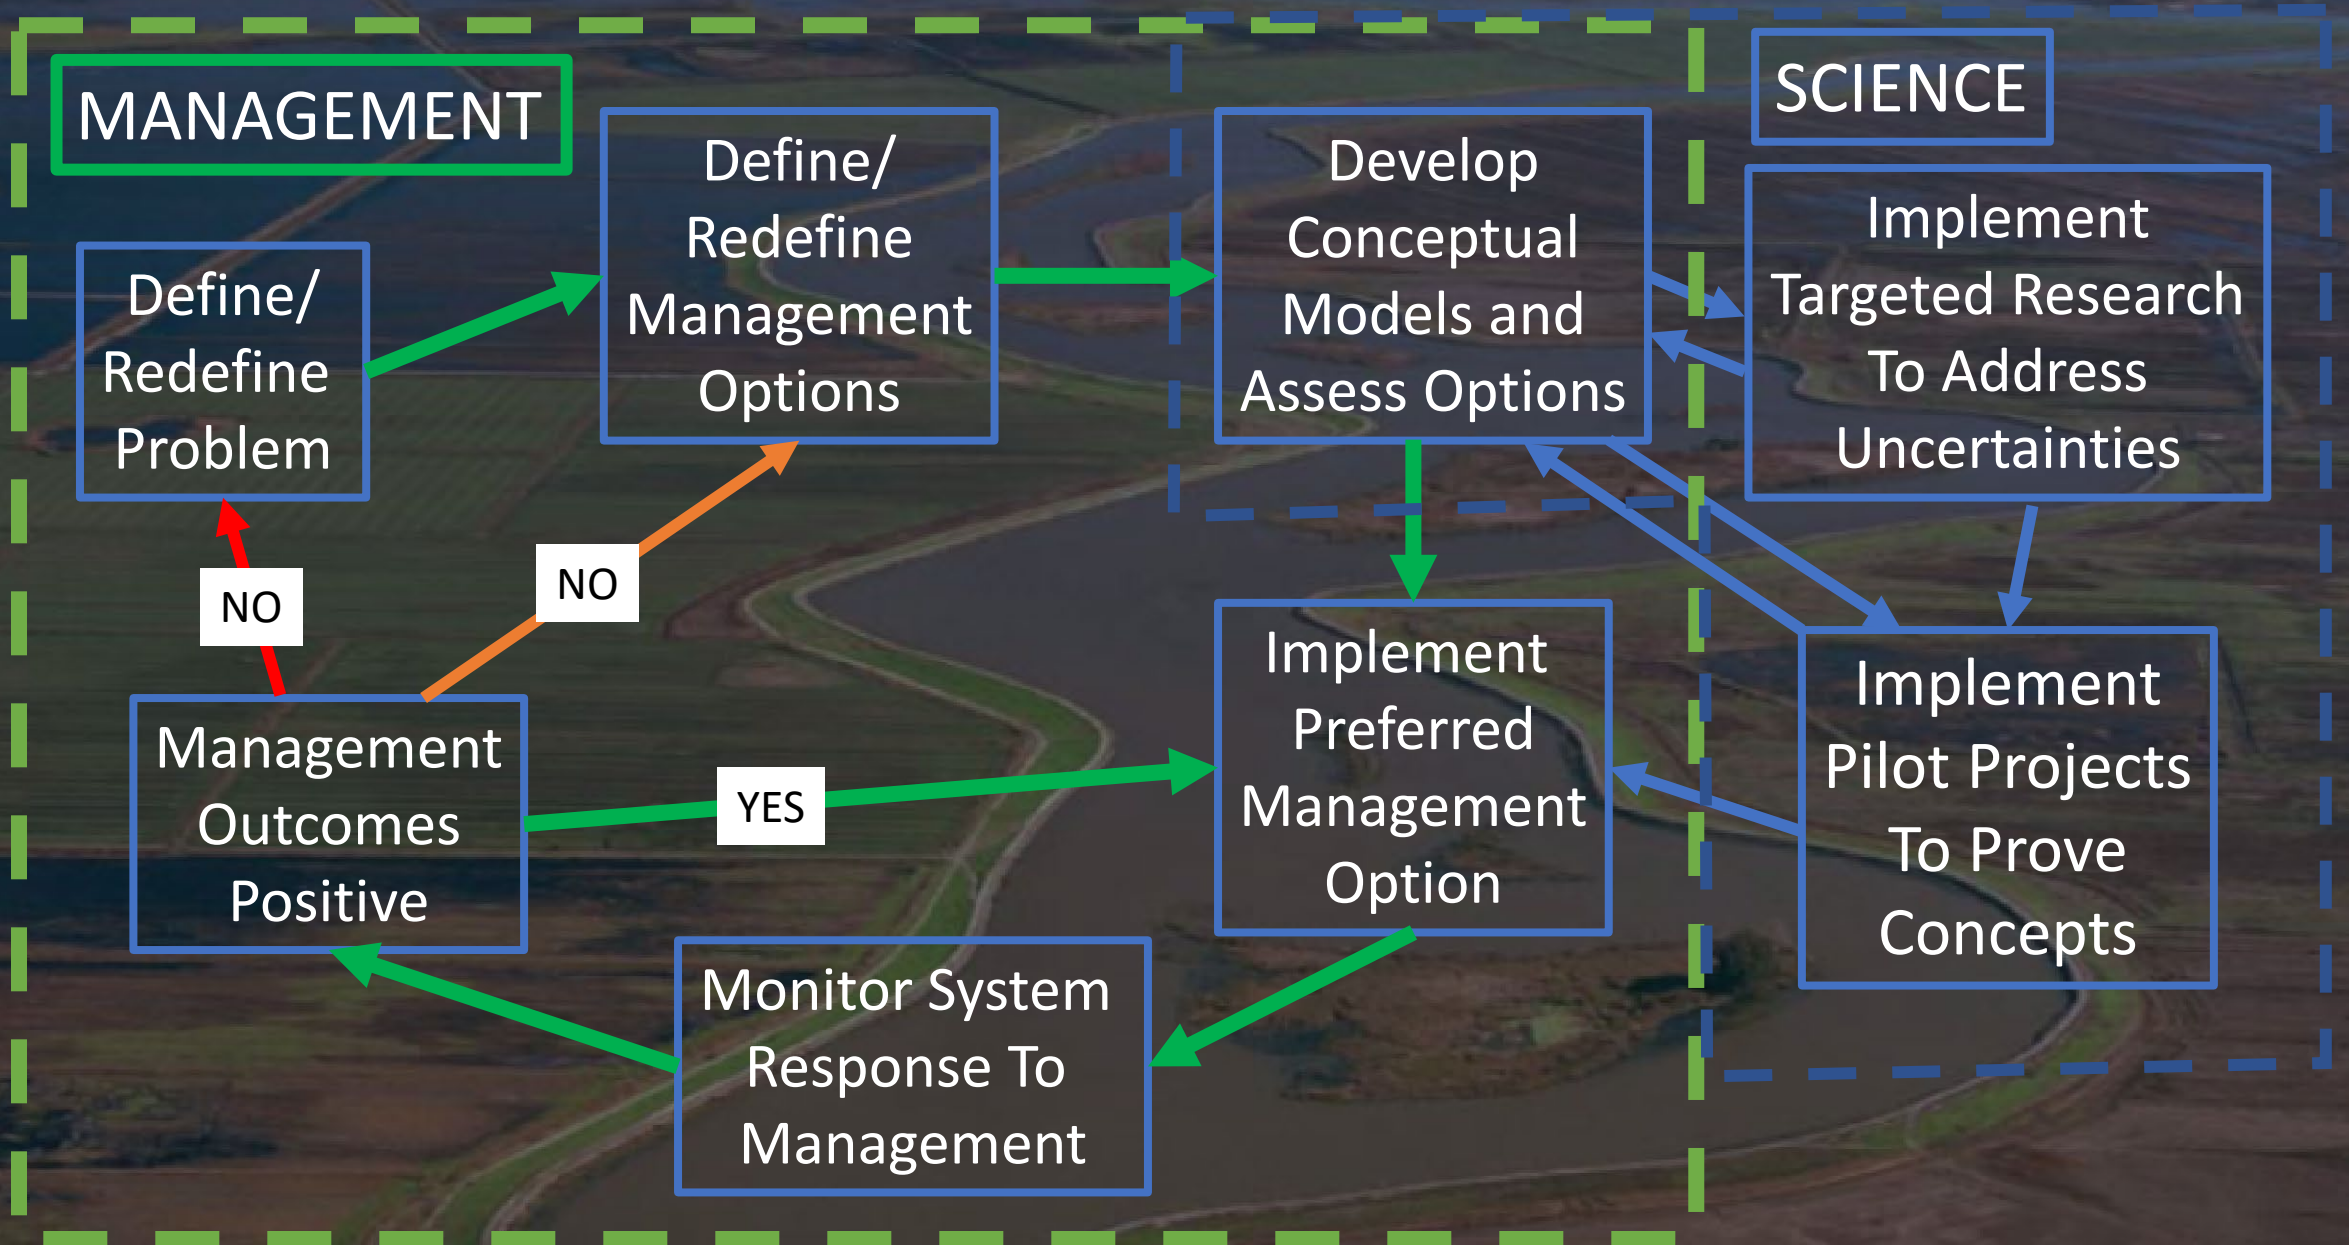 MANAGEMENT
SCIENCE
Define/
Redefine
Problem
Define/
Redefine
Management
Options
Develop
Conceptual
Models and
Assess Options
Implement
Targeted Research
To Address
Uncertainties
NO
NO
YES
Management
Outcomes
Positive
Implement
Preferred
Management
Option
Implement
Pilot Projects
To Prove
Concepts
Monitor System
Response To
Management